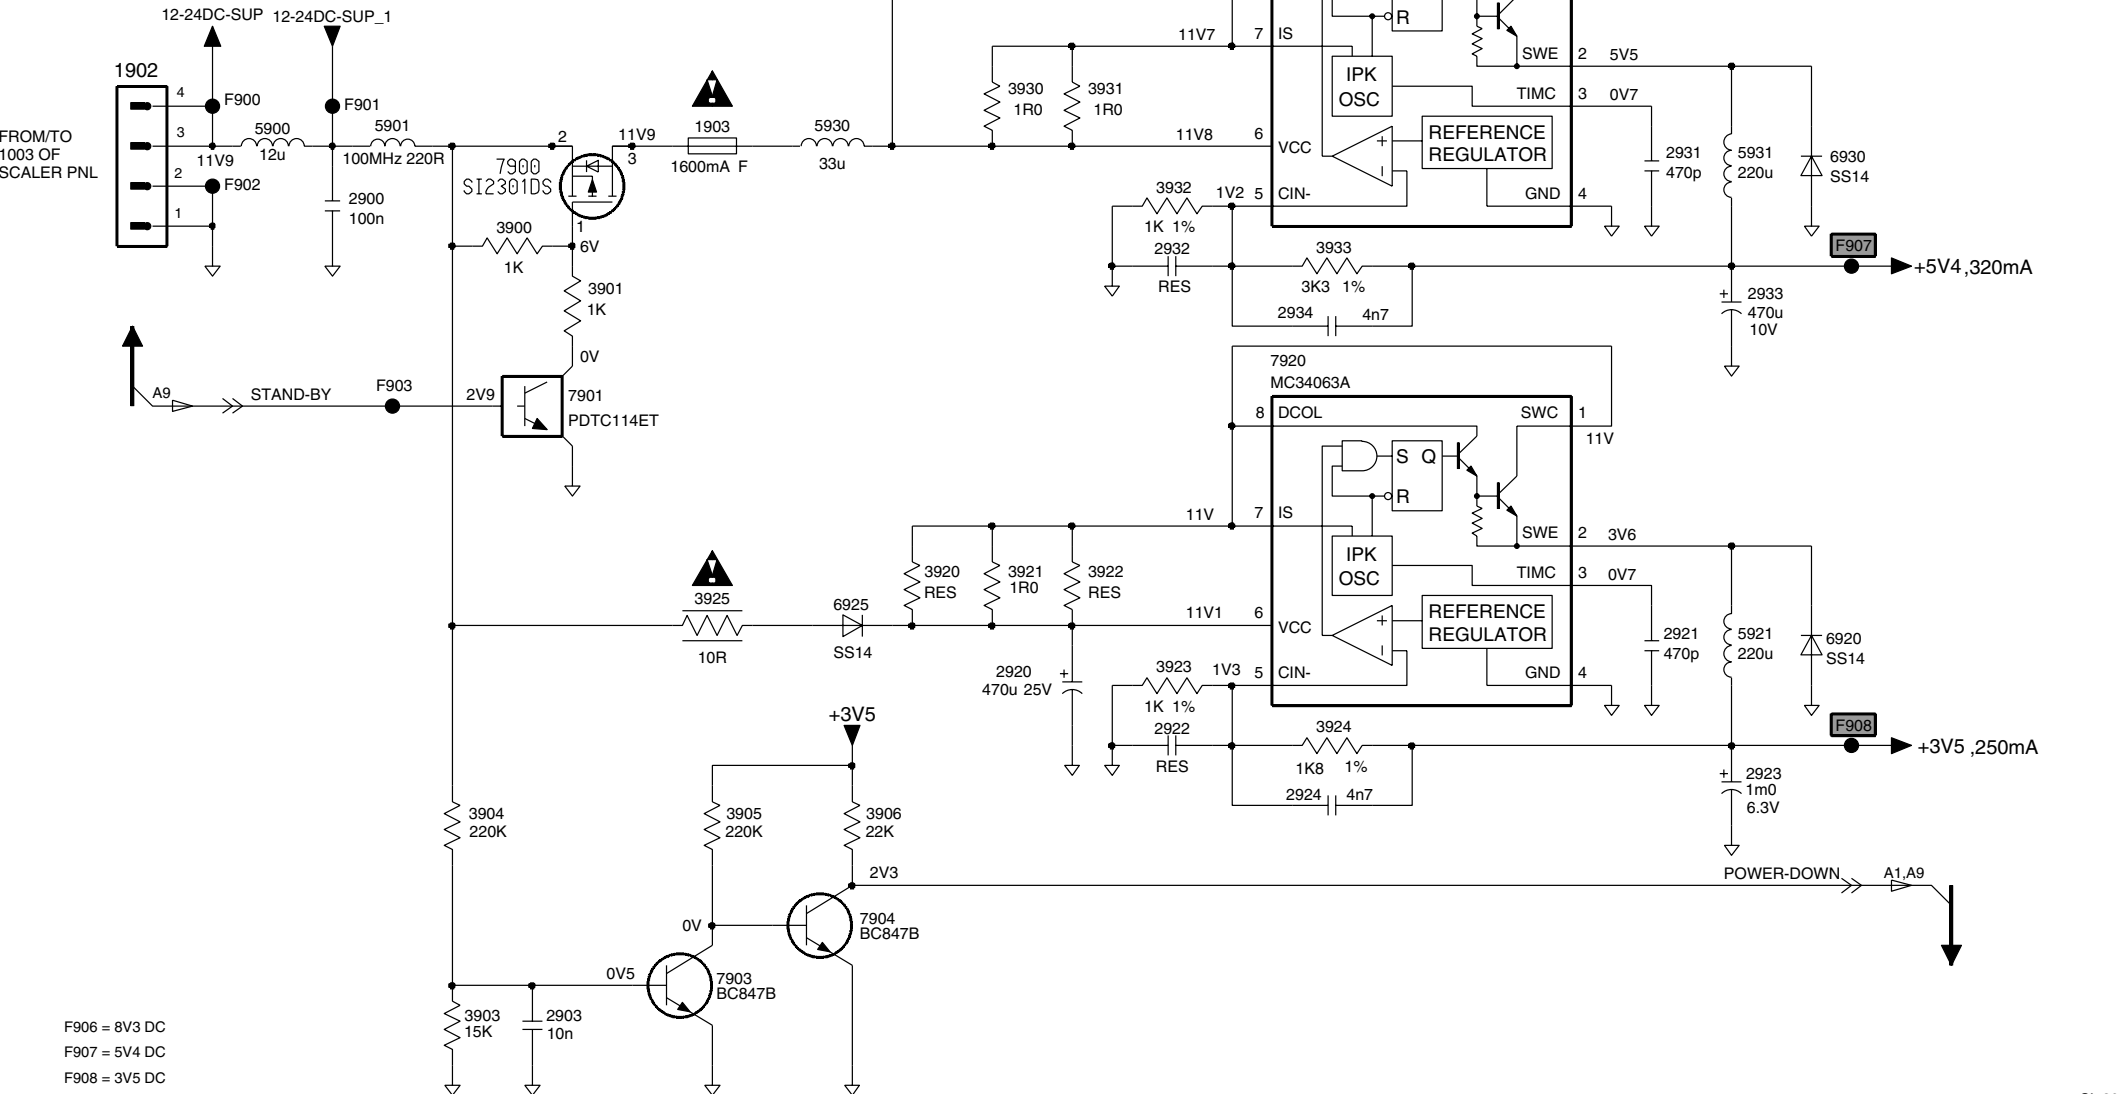 12-24DC-SUP
12-24DC-SUP_1
1902
4
F900
F901
FROM/TO
1003 OF
SCALER PNL
3
11V9
5900
12u
5901
100MHz 220R
2
F902
1
2900
100n
2
7900
SI2301DS
11V9
3
1
6V
3900
1K
3901
1K
0V
1903
1600mA F
5930
33u
11V7
7
IS
3930
1R0
3931
1R0
11V8
6
VCC
3932
1K 1%
1V2
5
CIN-
2932
RES
3933
3K3 1%
2934
4n7
R
IPK
OSC
+
REFERENCE
REGULATOR
SWE
2
5V5
TIMC
3
0V7
GND
4
2931
470p
5931
220u
6930
SS14
F907
+5V4,320mA
+
2933
470u
10V
A9
STAND-BY
F903
2V9
7901
PDTC114ET
7920
MC34063A
8
DCOL
SWC
1
11V
S Q
R
11V
7
IS
IPK
OSC
SWE
2
3V6
TIMC
3
0V7
3920
RES
3921
1R0
3922
RES
3925
10R
6925
SS14
11V1
6
VCC
+
REFERENCE
REGULATOR
2921
470p
5921
220u
6920
SS14
2920
470u 25V
+
3923
1K 1%
1V3
5
CIN-
GND
4
2922
RES
3924
1K8 1%
2924
4n7
F908
+3V5 ,250mA
+
2923
1m0
6.3V
+3V5
3904
220K
3905
220K
3906
22K
2V3
POWER-DOWN
A1,A9
0V
7904
BC847B
0V5
7903
BC847B
3903
15K
2903
10n
F906 = 8V3 DC
F907 = 5V4 DC
F908 = 3V5 DC